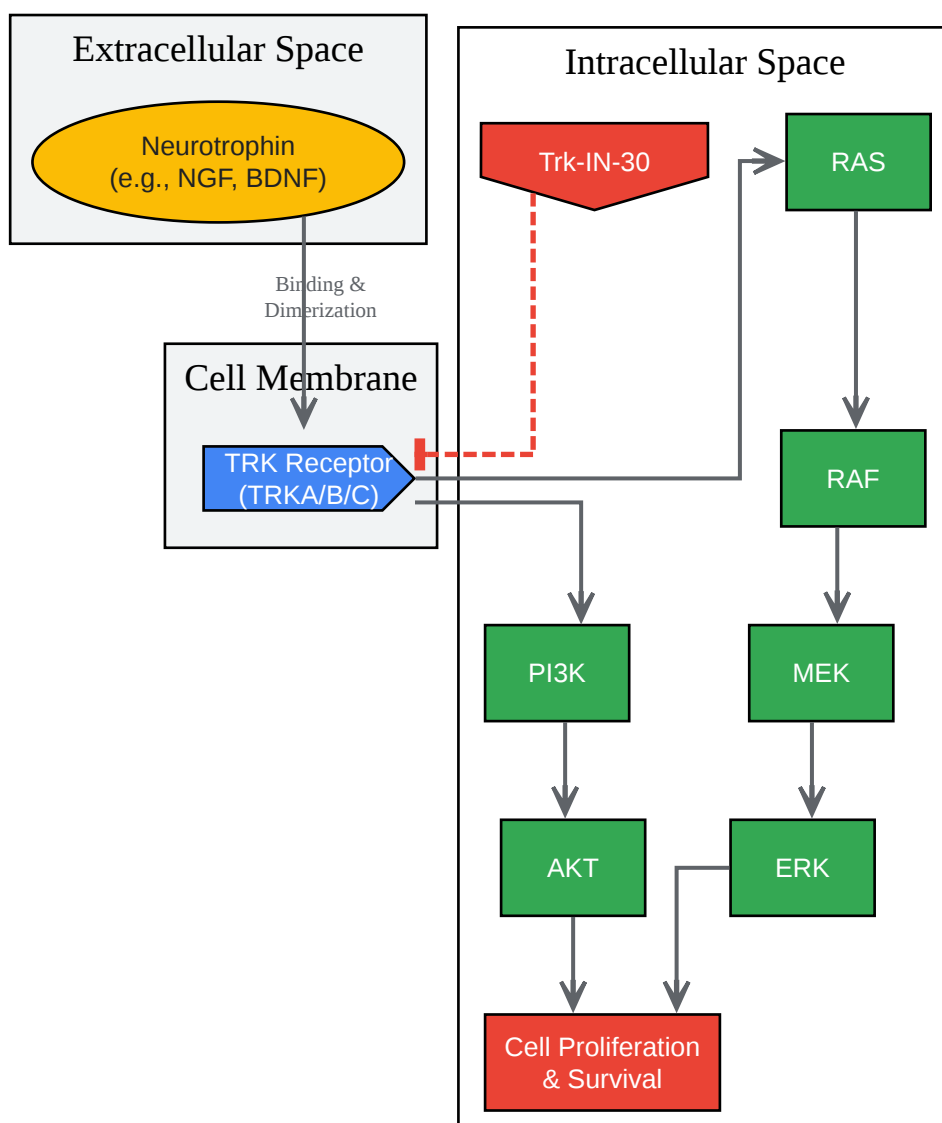 Extracellular Space
Neurotrophin
(e.g., NGF, BDNF)
Binding &
Dimerization
Cell Membrane
TRK Receptor
(TRKA/B/C)
Intracellular Space
Trk-IN-30
RAS
RAF
PI3K
MEK
AKT
ERK
Cell Proliferation
& Survival